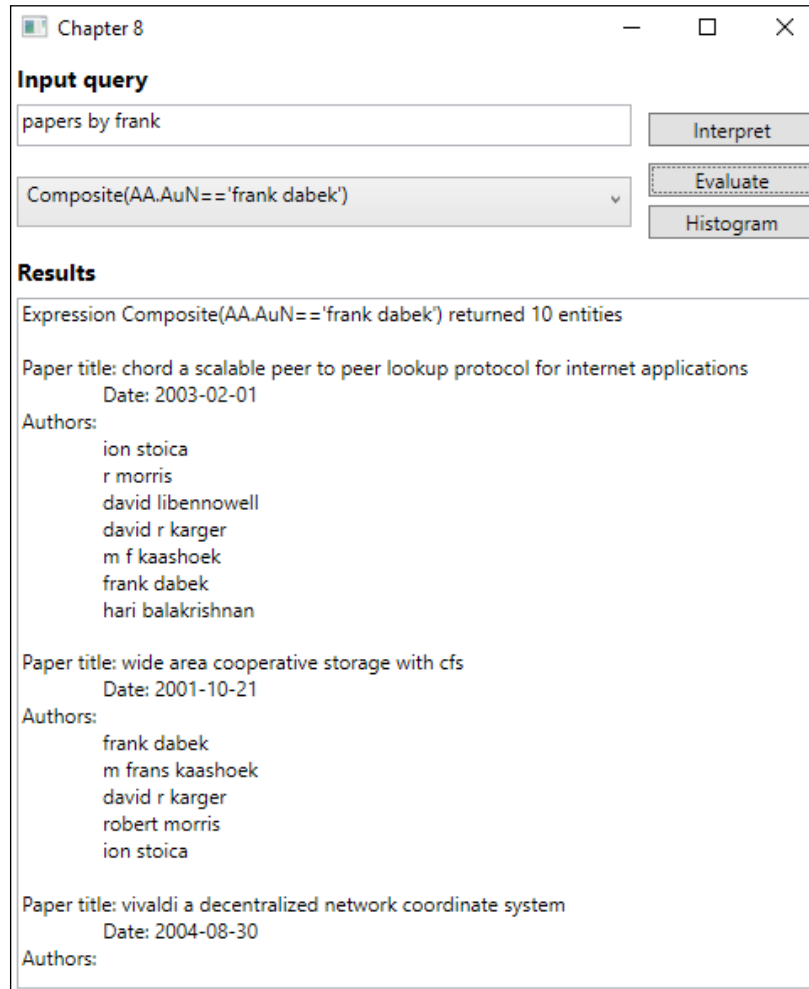 Chapter 8
Input query
papers by frank
Interpret
Composite(AA.AuN=='frank dabek')
Evaluate
Histogram
Results
Expression Composite(AA.AuN=='frank dabek') returned 10 entities
Paper title: chord a scalable peer to peer lookup protocol for internet applications
Date: 2003-02-01
Authors:
ion stoica
r morris
david libennowell
david r karger
m f kaashoek
frank dabek
hari balakrishnan
Paper title: wide area cooperative storage with cfs
Date: 2001-10-21
Authors:
frank dabek
m frans kaashoek
david r karger
robert morris
ion stoica
Paper title: vivaldi a decentralized network coordinate system
Date: 2004-08-30
Authors: